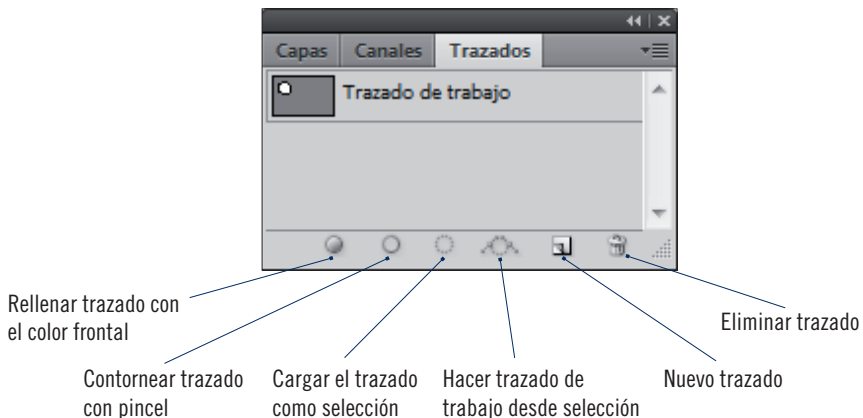 Capas Canales Trazados
Trazado de trabajo
Rellenar trazado con
el color frontal
Eliminar trazado
Contornear trazado
con pincel
Cargar el trazado
como selección
Hacer trazado de
trabajo desde selección
Nuevo trazado